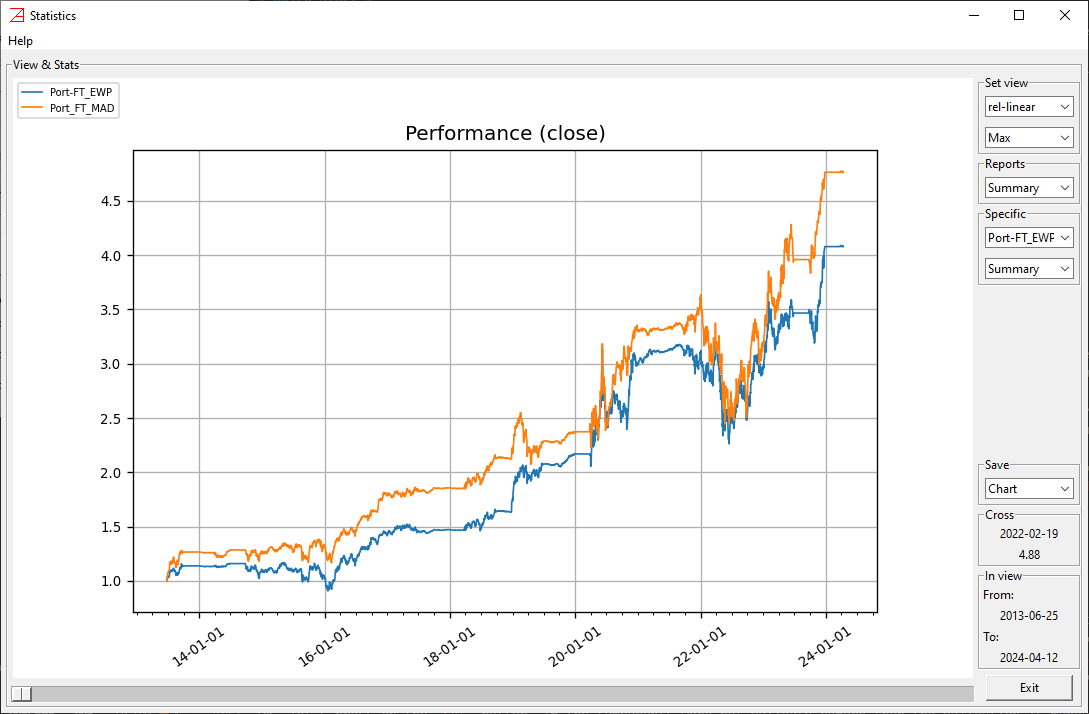 Statistics
Help
View & Stats
Port-FT_EWP
Port_FT_MAD
Performance (close)
4.5
4.0
3.5
3.0
2.5
2.0
1.5
1.0
14-01-01
16-01-01
18-01-01
20-01-01
22-01-01
24-01-01
Set view
rel-linear
Max
Reports
Summary
Specific
Port-FT_EWP
Summary
Save
Chart
Cross
2022-02-19
4.88
In view
From:
2013-06-25
To:
2024-04-12
Exit